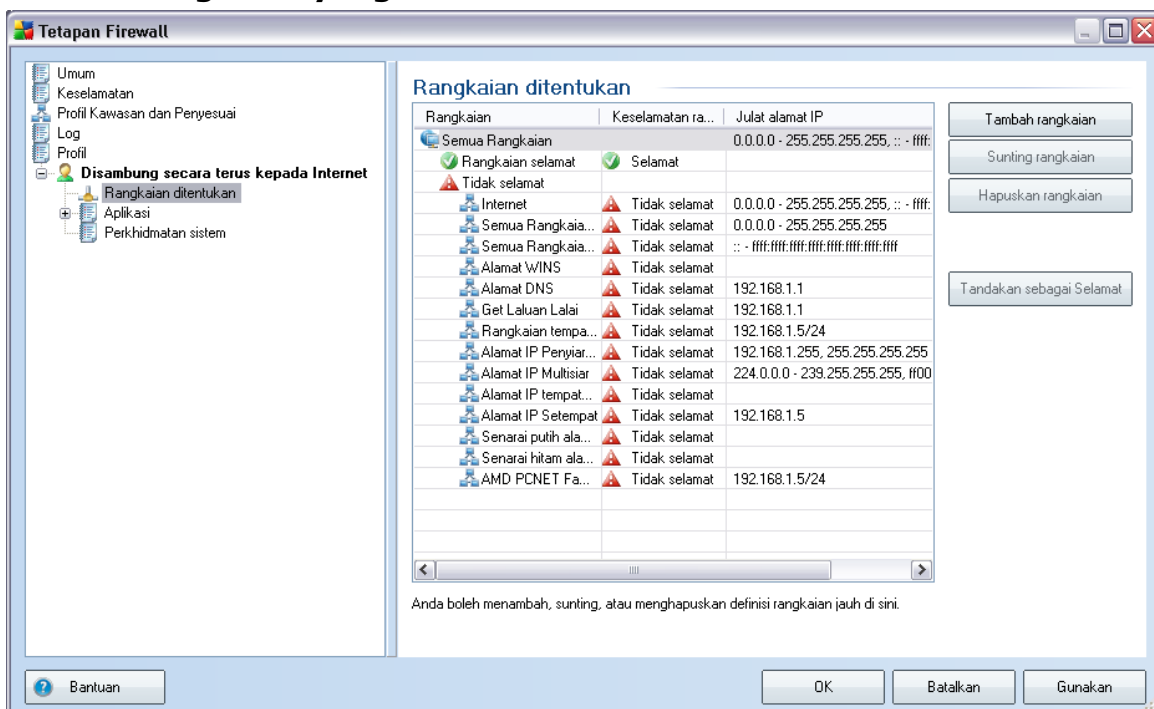 Tetapan Firewall
Umum
Keselamatan
Profil Kawasan dan Penyesuai
Log
Profil
Disambung secara terus kepada Internet
Rangkaian ditentukan
Aplikasi
Perkhidmatan sistem
Rangkaian ditentukan
Rangkaian Keselamatan ra... Julat alamat IP
Semua Rangkaian 0.0.0.0 - 255.255.255.255, :: - ffff:
Rangkaian selamat Selamat
Tidak selamat
Internet Tidak selamat 0.0.0.0 - 255.255.255.255, :: - ffff:
Semua Rangkaia... Tidak selamat 0.0.0.0 - 255.255.255.255
Semua Rangkaia... Tidak selamat :: - ffff:ffff:ffff:ffff:ffff:ffff:ffff:ffff
Alamat WINS Tidak selamat
Alamat DNS Tidak selamat 192.168.1.1
Get Laluan Lalai Tidak selamat 192.168.1.1
Rangkaian tempa... Tidak selamat 192.168.1.5/24
Alamat IP Penyiar... Tidak selamat 192.168.1.255, 255.255.255.255
Alamat IP Multisiar Tidak selamat 224.0.0.0 - 239.255.255.255, ff00
Alamat IP tempat... Tidak selamat
Alamat IP Setempat Tidak selamat 192.168.1.5
Senarai putih ala... Tidak selamat
Senarai hitam ala... Tidak selamat
AMD PCNET Fa... Tidak selamat 192.168.1.5/24
Tambah rangkaian
Sunting rangkaian
Hapuskan rangkaian
Tandakan sebagai Selamat
Anda boleh menambah, sunting, atau menghapuskan definisi rangkaian jauh di sini.
Bantuan
OK
Batalkan
Gunakan